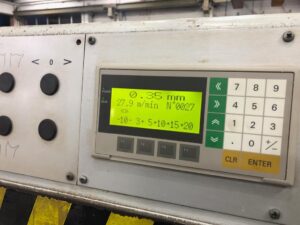 < o >
0.35 mm
27.9 m/min N°0027
-10- 3+ 5+10+15+20
7 8 9
4 5 6
1 2 3
0 . +/-
CLR ENTER